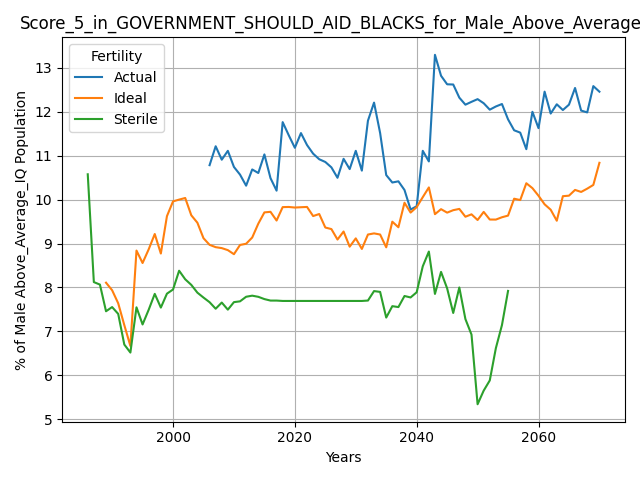 Score_5_in_GOVERNMENT_SHOULD_AID_BLACKS_for_Male_Above_Average
Fertility
Actual
Ideal
Sterile
% of Male Above_Average_IQ Population
13
12
11
10
9
8
7
6
5
2000 2020 2040 2060
Years